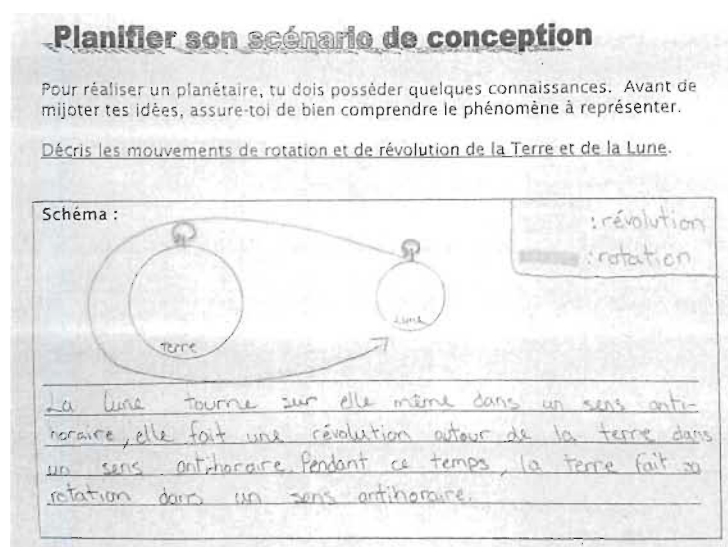 Planifier son scénario de conception
Pour réaliser un planétaire, tu dois posséder quelques connaissances. Avant de
mijoter tes idées, assure-toi de bien comprendre le phénomène à représenter.
Décris les mouvements de rotation et de révolution de la Terre et de la Lune.
Schéma :
: révolution
: rotation
Terre
Lune
La lune tourne sur elle même dans un sens anti-
horaire, elle fait une révolution autour de la terre dans
un sens antihoraire. Pendant ce temps, la terre fait sa
rotation dans un sens antihoraire.